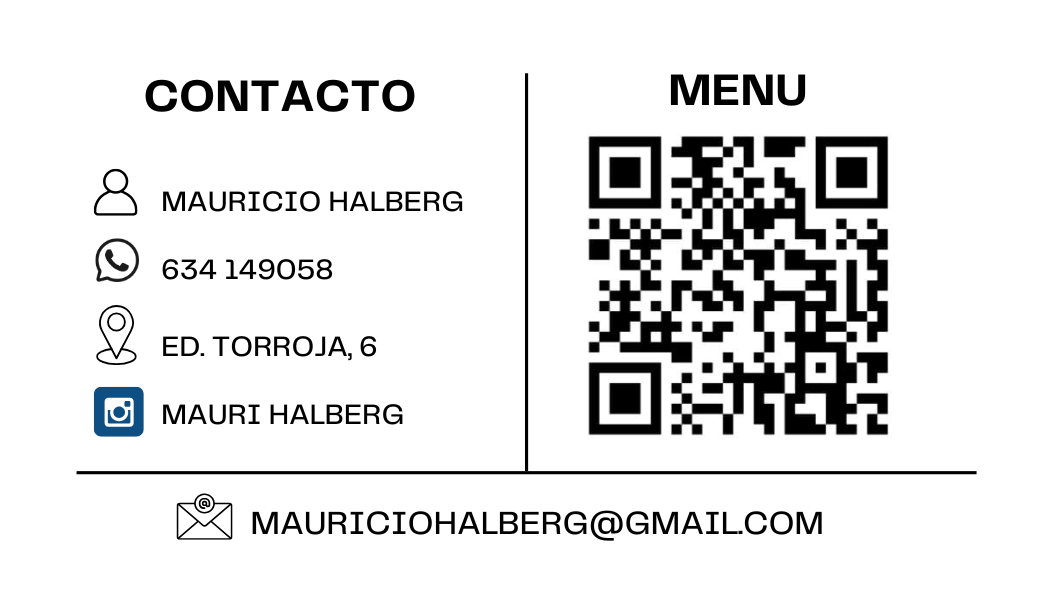 CONTACTO
MAURICIO HALBERG
634 149058
ED. TORROJA, 6
MAURI HALBERG
MENU
@
MAURICIOHALBERG@GMAIL.COM